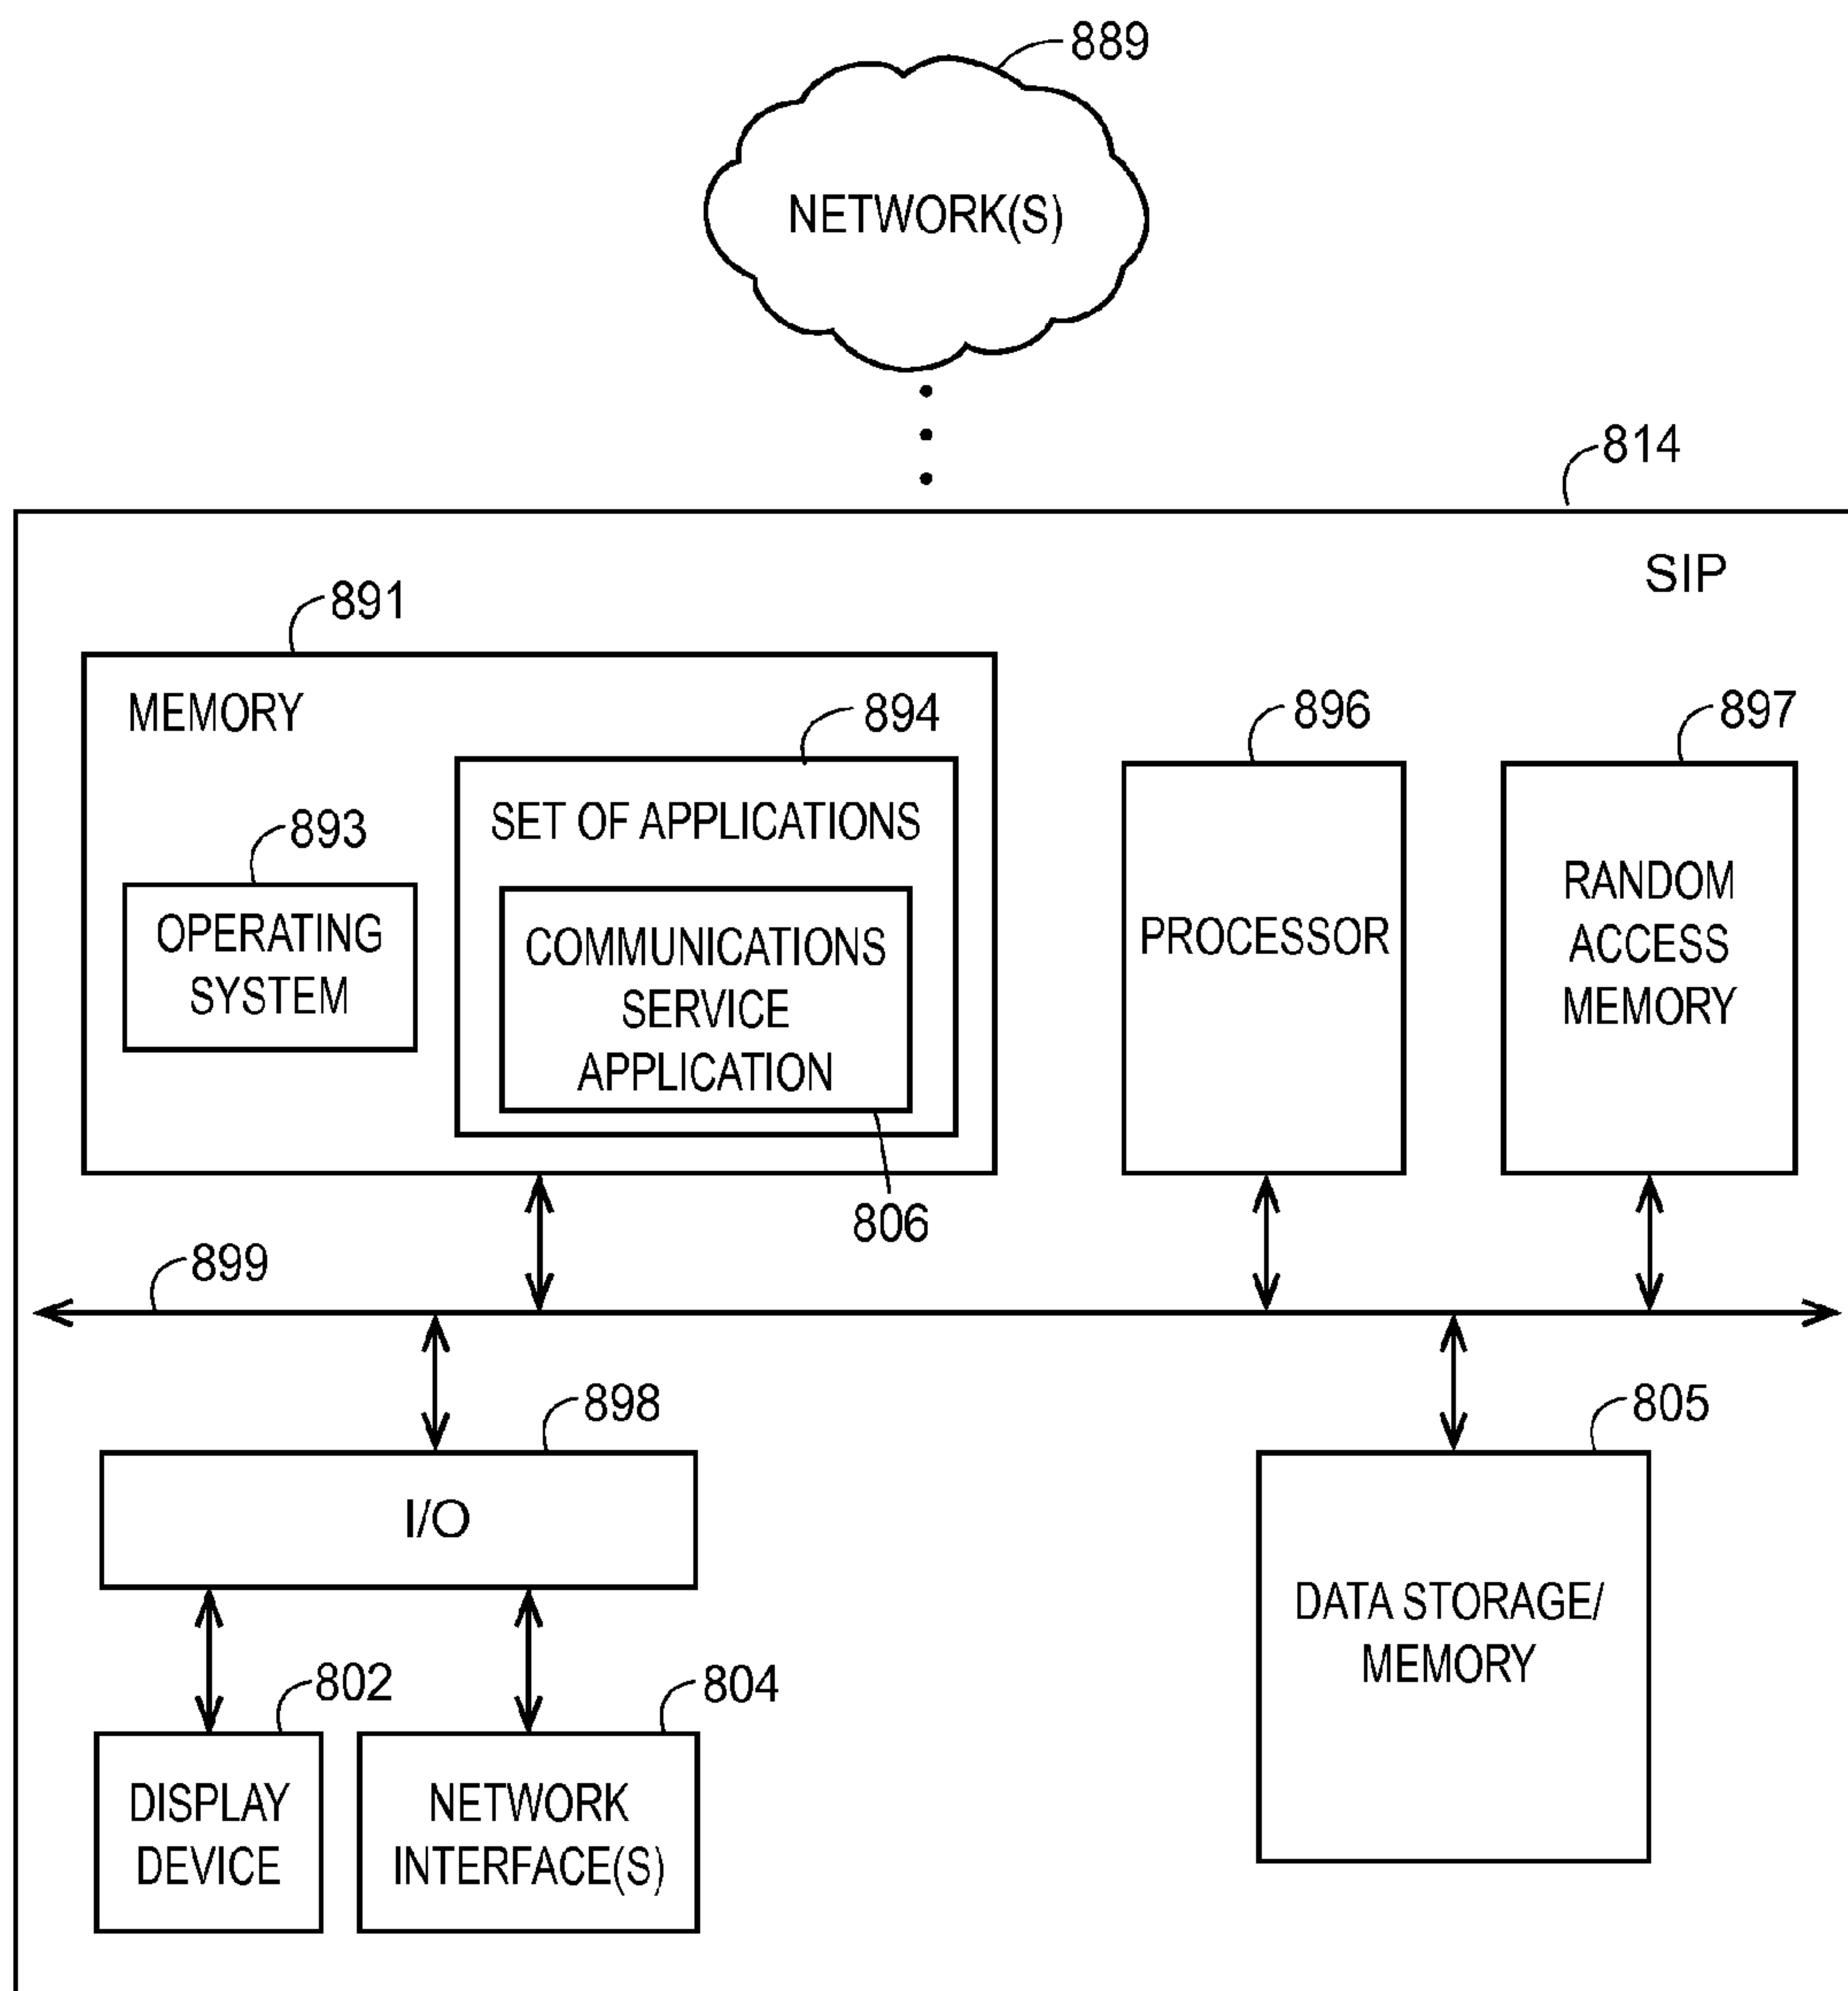 889
NETWORK(S)
814
SIP
891
MEMORY
894
896
897
SET OF APPLICATIONS
893
OPERATING
SYSTEM
COMMUNICATIONS
SERVICE
APPLICATION
806
PROCESSOR
RANDOM
ACCESS
MEMORY
899
898
I/O
805
DATA STORAGE/
MEMORY
802
DISPLAY
DEVICE
804
NETWORK
INTERFACE(S)